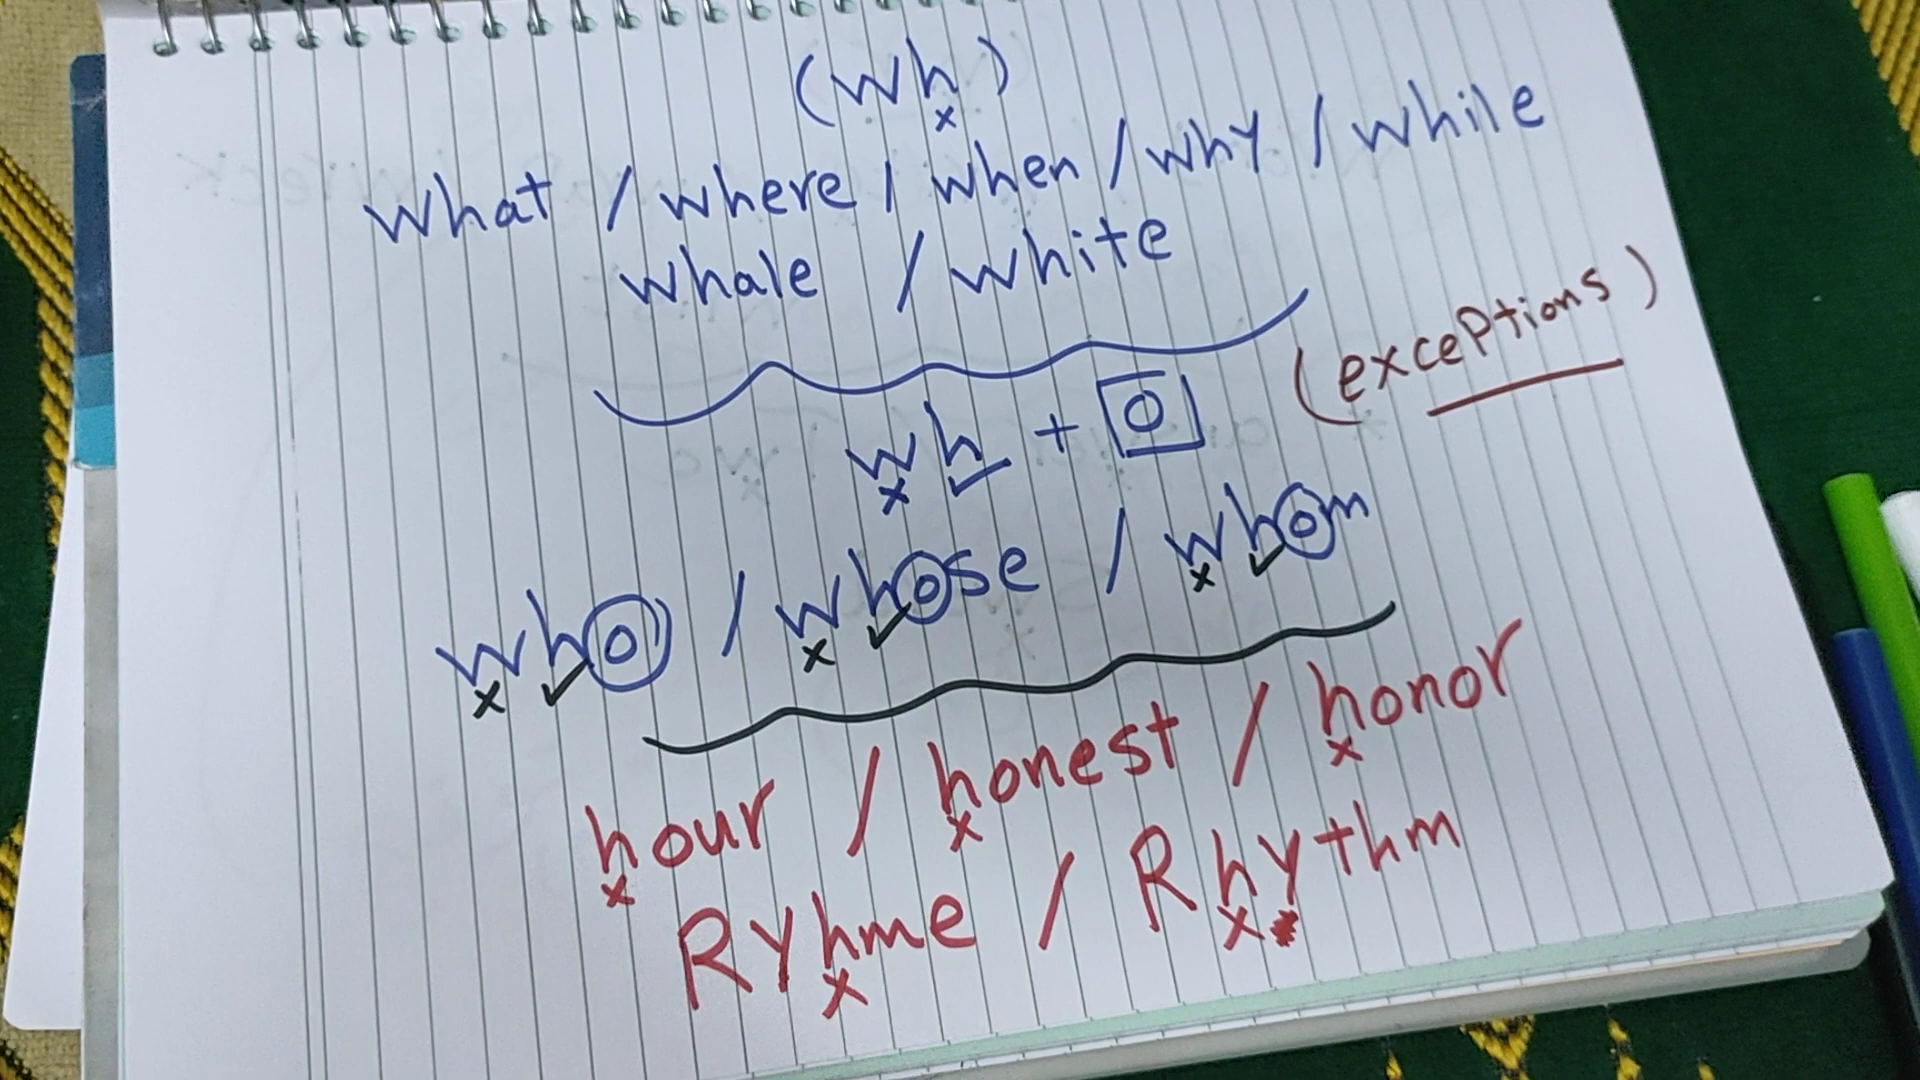 (wh)
x
what / where / when / why / while
whale / white
(exceptions)
wh + o
x ✓
who / whose / whom
x ✓ x ✓ x ✓
hour / honest / honor
x x x
Ryhme / Rhythm
x x